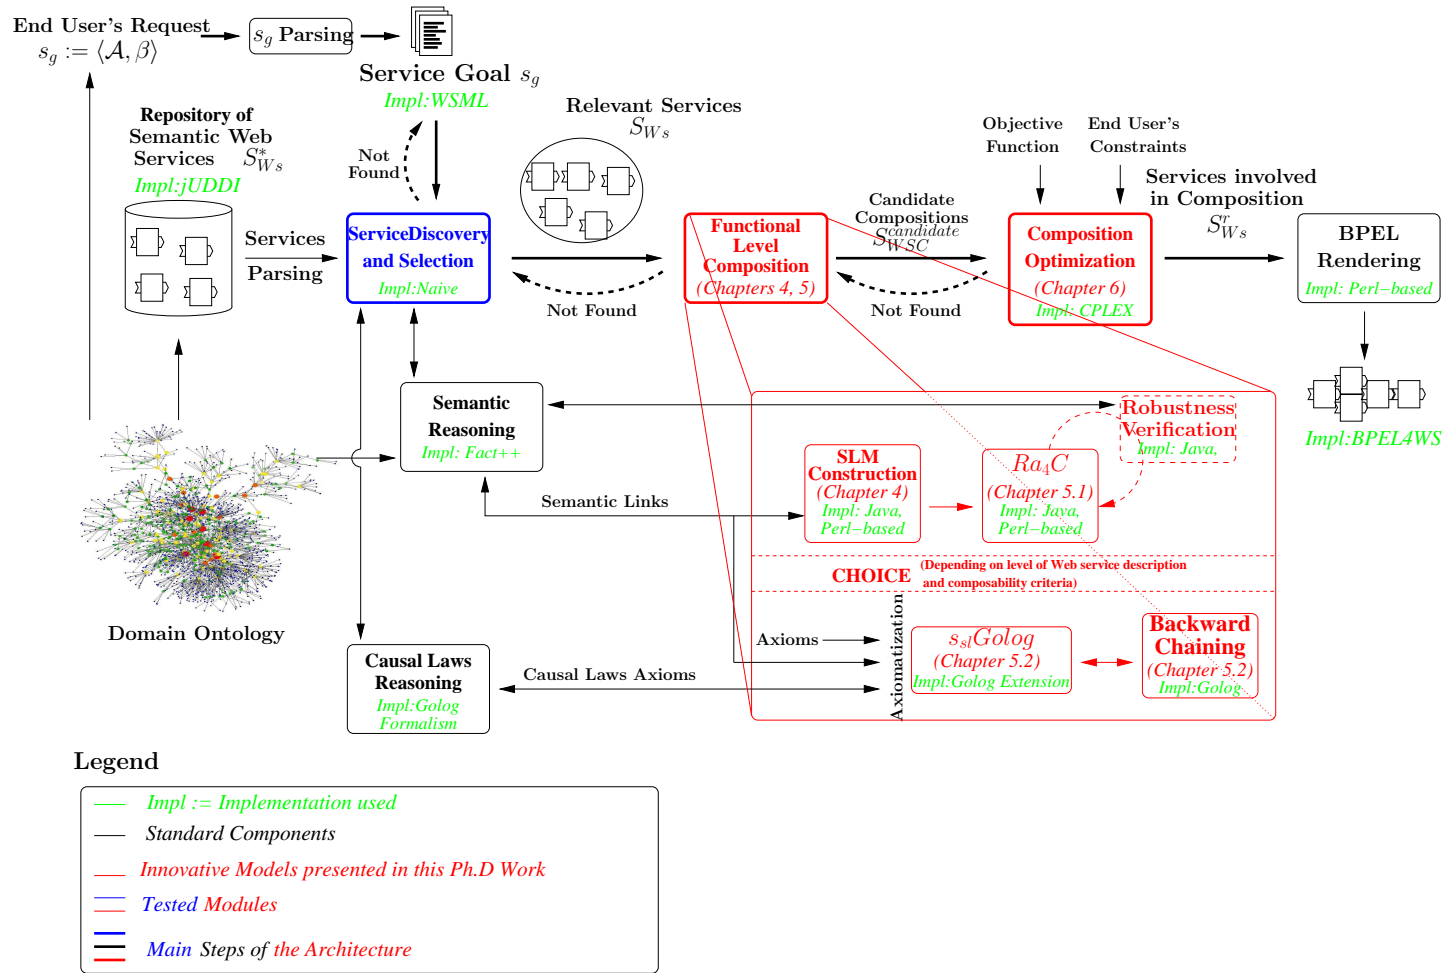 End User's Request
s_g := ⟨A, β⟩
s_g Parsing
Service Goal s_g
Impl:WSML
Repository of
Semantic Web
Services S*_Ws
Impl:jUDDI
Not
Found
Relevant Services
S_Ws
Objective
Function
End User's
Constraints
Services involved
in Composition
S^r_Ws
Services
Parsing
ServiceDiscovery
and Selection
Impl:Naive
Not Found
Functional
Level
Composition
(Chapters 4, 5)
Candidate
Compositions
S^candidate_WSC
Not Found
Composition
Optimization
(Chapter 6)
Impl: CPLEX
BPEL
Rendering
Impl: Perl−based
Impl:BPEL4WS
Semantic
Reasoning
Impl: Fact++
Robustness
Verification
Impl: Java,
SLM
Construction
(Chapter 4)
Impl: Java,
Perl−based
Ra_4C
(Chapter 5.1)
Impl: Java,
Perl−based
Semantic Links
CHOICE (Depending on level of Web service description
and composability criteria)
Domain Ontology
Axiomatization
Axioms
s_slGolog
(Chapter 5.2)
Impl:Golog Extension
Backward
Chaining
(Chapter 5.2)
Impl:Golog
Causal Laws
Reasoning
Impl:Golog
Formalism
Causal Laws Axioms
Legend
Impl := Implementation used
Standard Components
Innovative Models presented in this Ph.D Work
Tested Modules
Main Steps of the Architecture